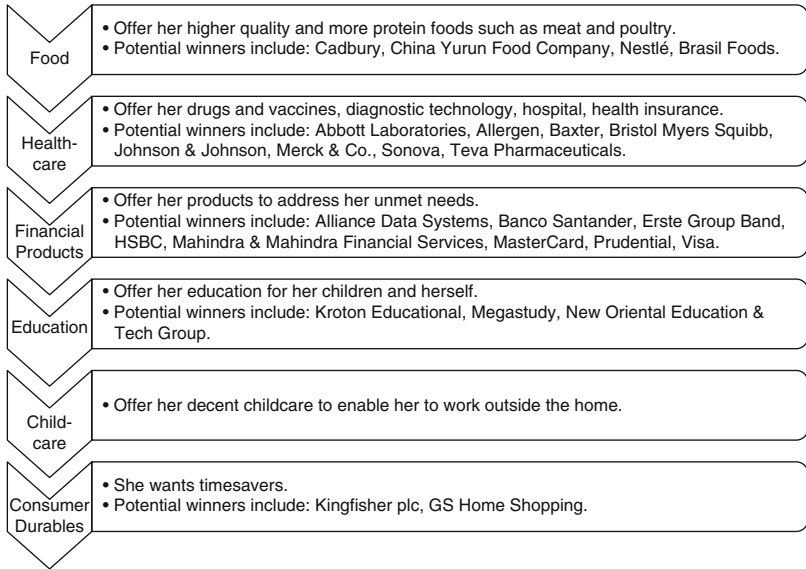 Food
• Offer her higher quality and more protein foods such as meat and poultry.
• Potential winners include: Cadbury, China Yurun Food Company, Nestlé, Brasil Foods.
Health-
care
• Offer her drugs and vaccines, diagnostic technology, hospital, health insurance.
• Potential winners include: Abbott Laboratories, Allergen, Baxter, Bristol Myers Squibb,
Johnson & Johnson, Merck & Co., Sonova, Teva Pharmaceuticals.
Financial
Products
• Offer her products to address her unmet needs.
• Potential winners include: Alliance Data Systems, Banco Santander, Erste Group Band,
HSBC, Mahindra & Mahindra Financial Services, MasterCard, Prudential, Visa.
Education
• Offer her education for her children and herself.
• Potential winners include: Kroton Educational, Megastudy, New Oriental Education &
Tech Group.
Child-
care
• Offer her decent childcare to enable her to work outside the home.
Consumer
Durables
• She wants timesavers.
• Potential winners include: Kingfisher plc, GS Home Shopping.